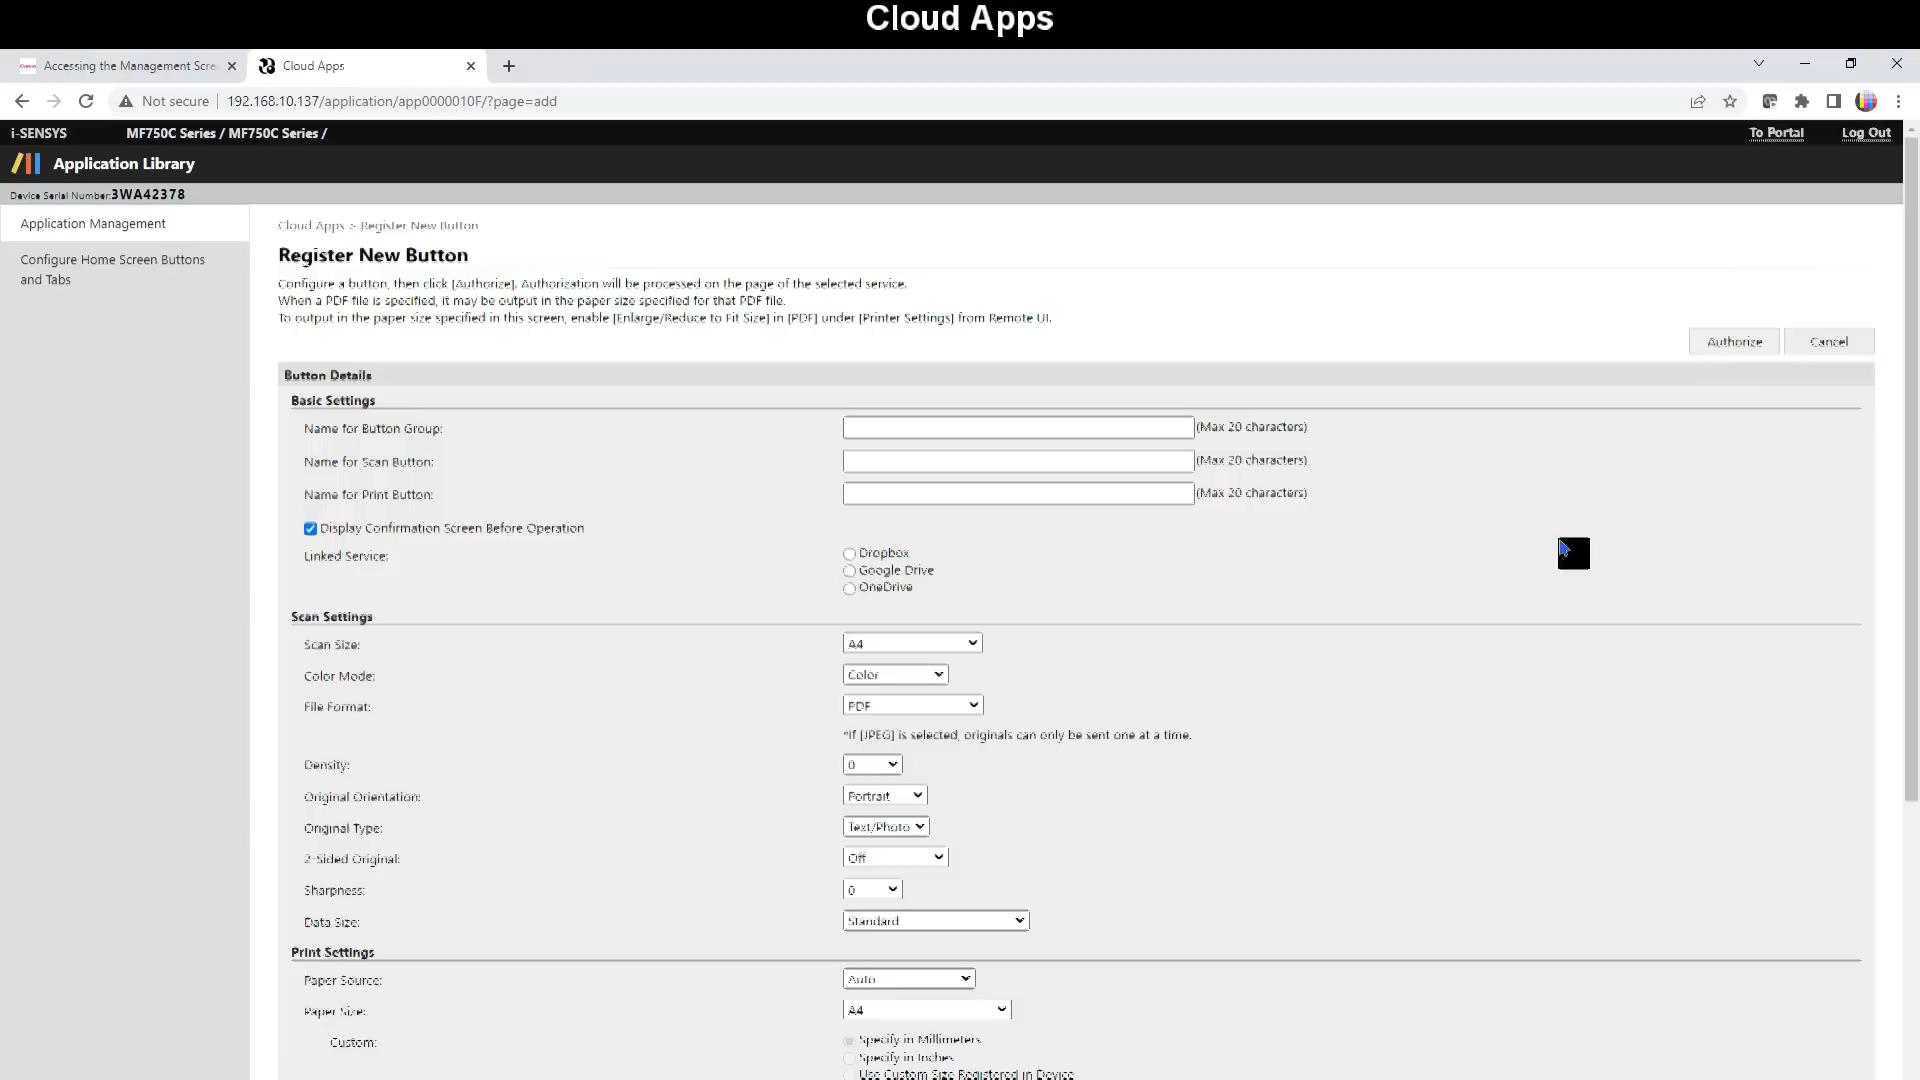 Cloud Apps
Accessing the Management Scre
Cloud Apps
Not secure 192.168.10.137/application/app0000010F/?page=add
i-SENSYS MF750C Series / MF750C Series / To Portal Log Out
Application Library
Device Serial Number:3WA42378
Application Management
Configure Home Screen Buttons
and Tabs
Cloud Apps > Register New Button
Register New Button
Configure a button, then click [Authorize]. Authorization will be processed on the page of the selected service.
When a PDF file is specified, it may be output in the paper size specified for that PDF file.
To output in the paper size specified in this screen, enable [Enlarge/Reduce to Fit Size] in [PDF] under [Printer Settings] from Remote UI.
Authorize Cancel
Button Details
Basic Settings
Name for Button Group: (Max 20 characters)
Name for Scan Button: (Max 20 characters)
Name for Print Button: (Max 20 characters)
Display Confirmation Screen Before Operation
Linked Service: Dropbox
Google Drive
OneDrive
Scan Settings
Scan Size: A4
Color Mode: Color
File Format: PDF
*If [JPEG] is selected, originals can only be sent one at a time.
Density: 0
Original Orientation: Portrait
Original Type: Text/Photo
2-Sided Original: Off
Sharpness: 0
Data Size: Standard
Print Settings
Paper Source: Auto
Paper Size: A4
Custom: Specify in Millimeters
Specify in Inches
Use Custom Size Registered in Device